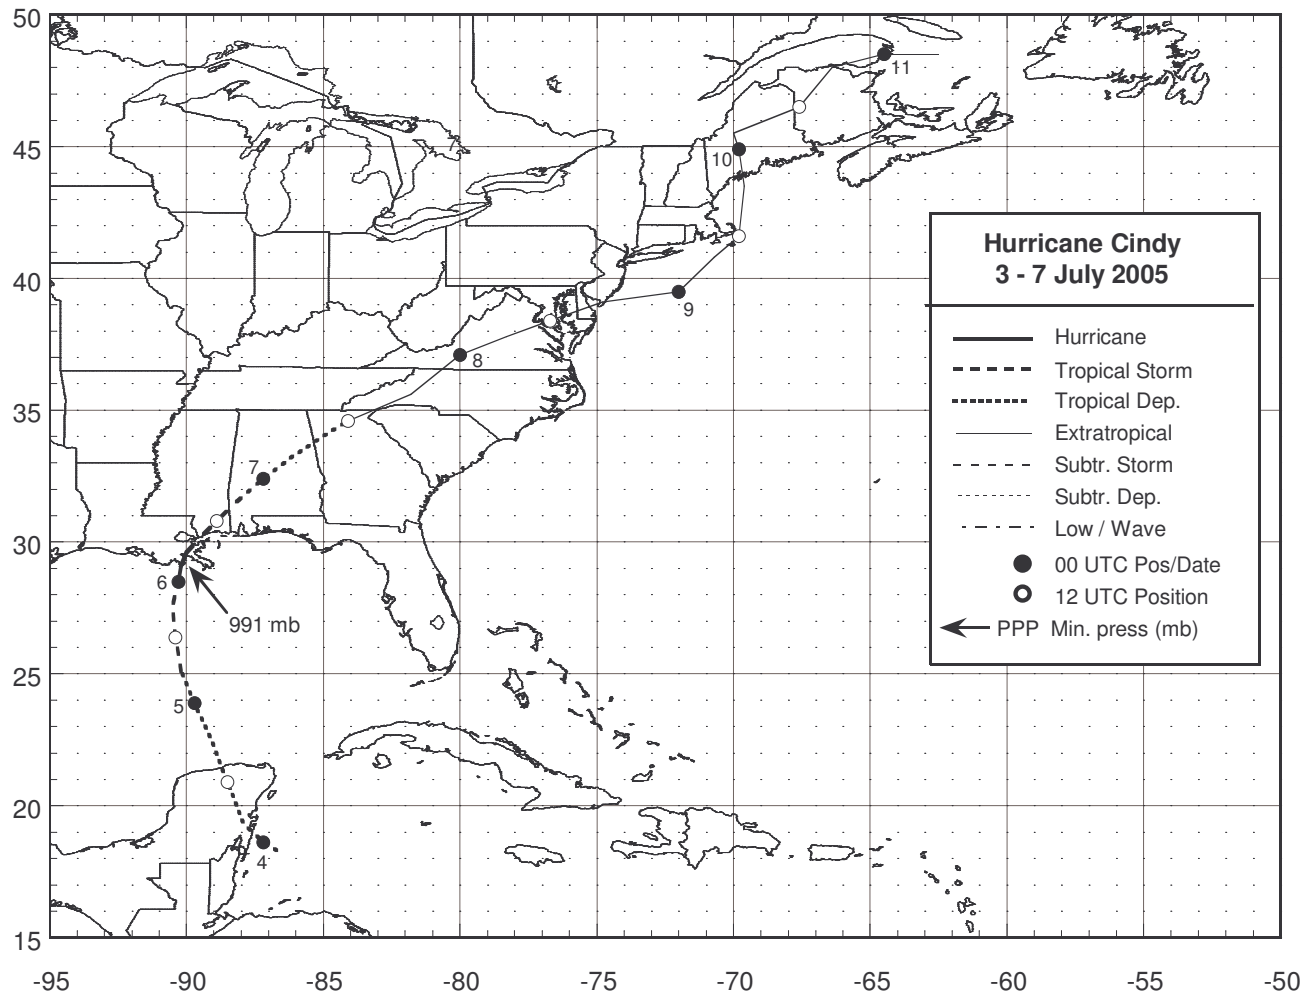 50
45
40
35
30
25
20
15
-95 -90 -85 -80 -75 -70 -65 -60 -55 -50
11
10
9
8
7
6
5
4
991 mb
Hurricane Cindy
3 - 7 July 2005
Hurricane
Tropical Storm
Tropical Dep.
Extratropical
Subtr. Storm
Subtr. Dep.
Low / Wave
00 UTC Pos/Date
12 UTC Position
PPP Min. press (mb)